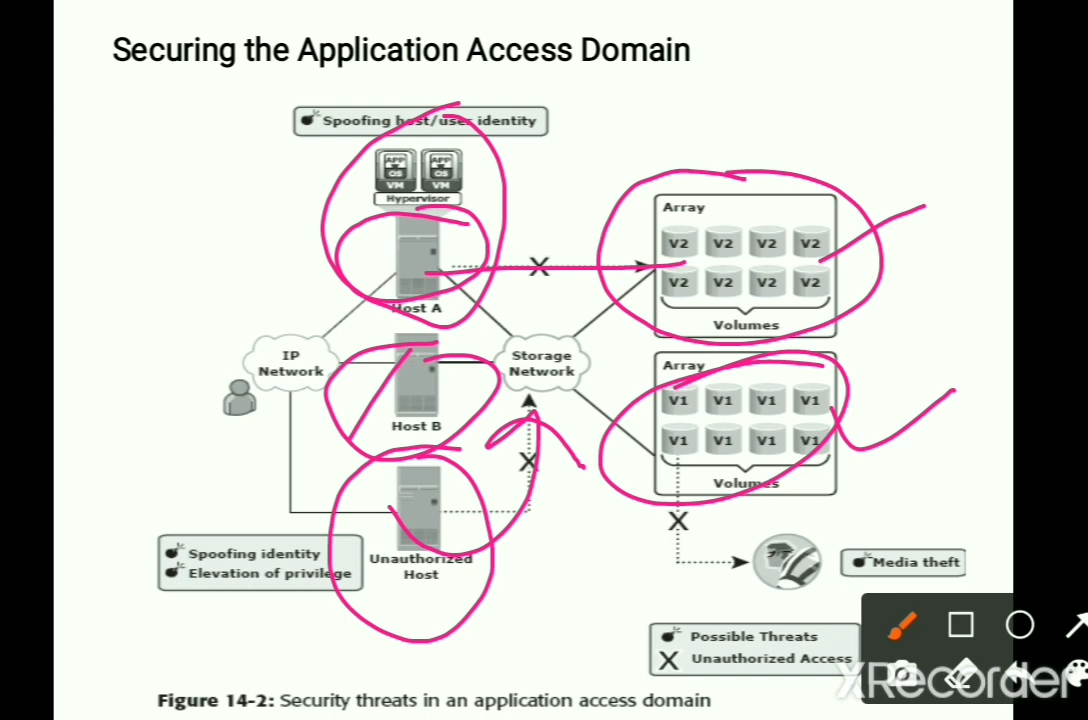 Securing the Application Access Domain
Spoofing host/user identity
APP APP
OS OS
VM VM
Hypervisor
Host A
Array
V2 V2 V2 V2
V2 V2 V2 V2
Volumes
X
IP
Network
Storage
Network
Host B
Array
V1 V1 V1 V1
V1 V1 V1 V1
Volumes
X
X
Unauthorized
Host
Spoofing identity
Elevation of privilege
Media theft
Possible Threats
X Unauthorized Access
XRecorder
Figure 14-2: Security threats in an application access domain